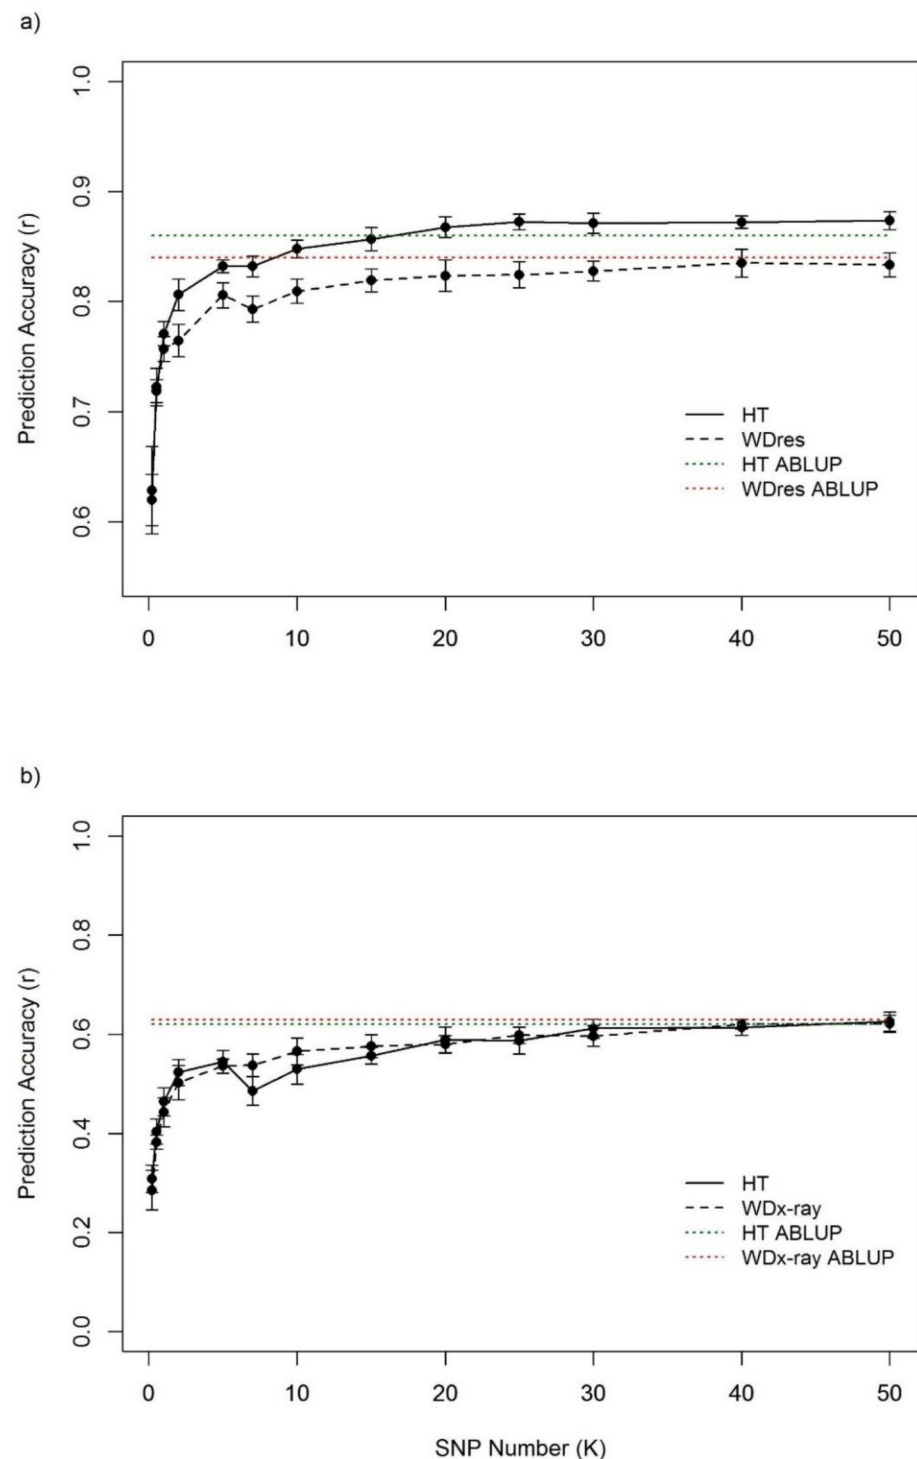 a)
Prediction Accuracy (r)
1.0
0.9
0.8
0.7
0.6
HT
WDres
HT ABLUP
WDres ABLUP
0 10 20 30 40 50
b)
Prediction Accuracy (r)
1.0
0.8
0.6
0.4
0.2
0.0
HT
WDx-ray
HT ABLUP
WDx-ray ABLUP
0 10 20 30 40 50
SNP Number (K)